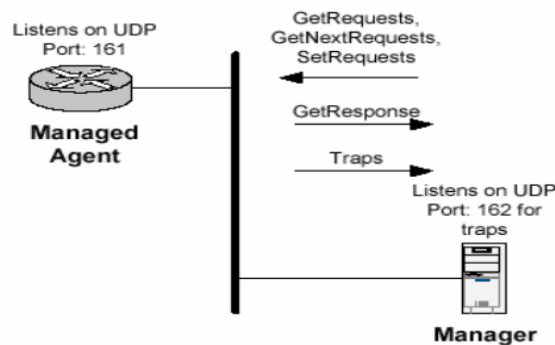 Listens on UDP
Port: 161
Managed
Agent
GetRequests,
GetNextRequests,
SetRequests
GetResponse
Traps
Listens on UDP
Port: 162 for
traps
Manager